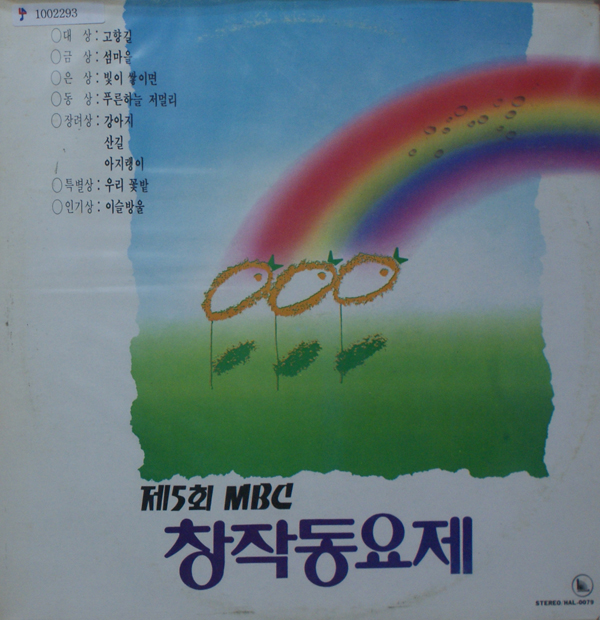 1002293
○대 상 : 고향길
○금 상 : 섬마을
○은 상 : 빛이 쌓이면
○동 상 : 푸른하늘 저멀리
○장려상 : 강아지
산길
아지랭이
○특별상 : 우리 꽃밭
○인기상 : 이슬방울
제5회 MBC
창작동요제
STEREO HAL-0079